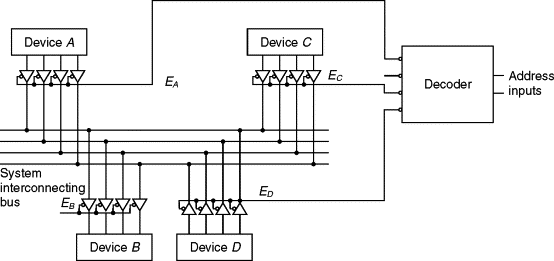 Device A
Device C
E_A
E_C
Decoder
Address
inputs
System
interconnecting
bus
E_B
E_D
Device B
Device D